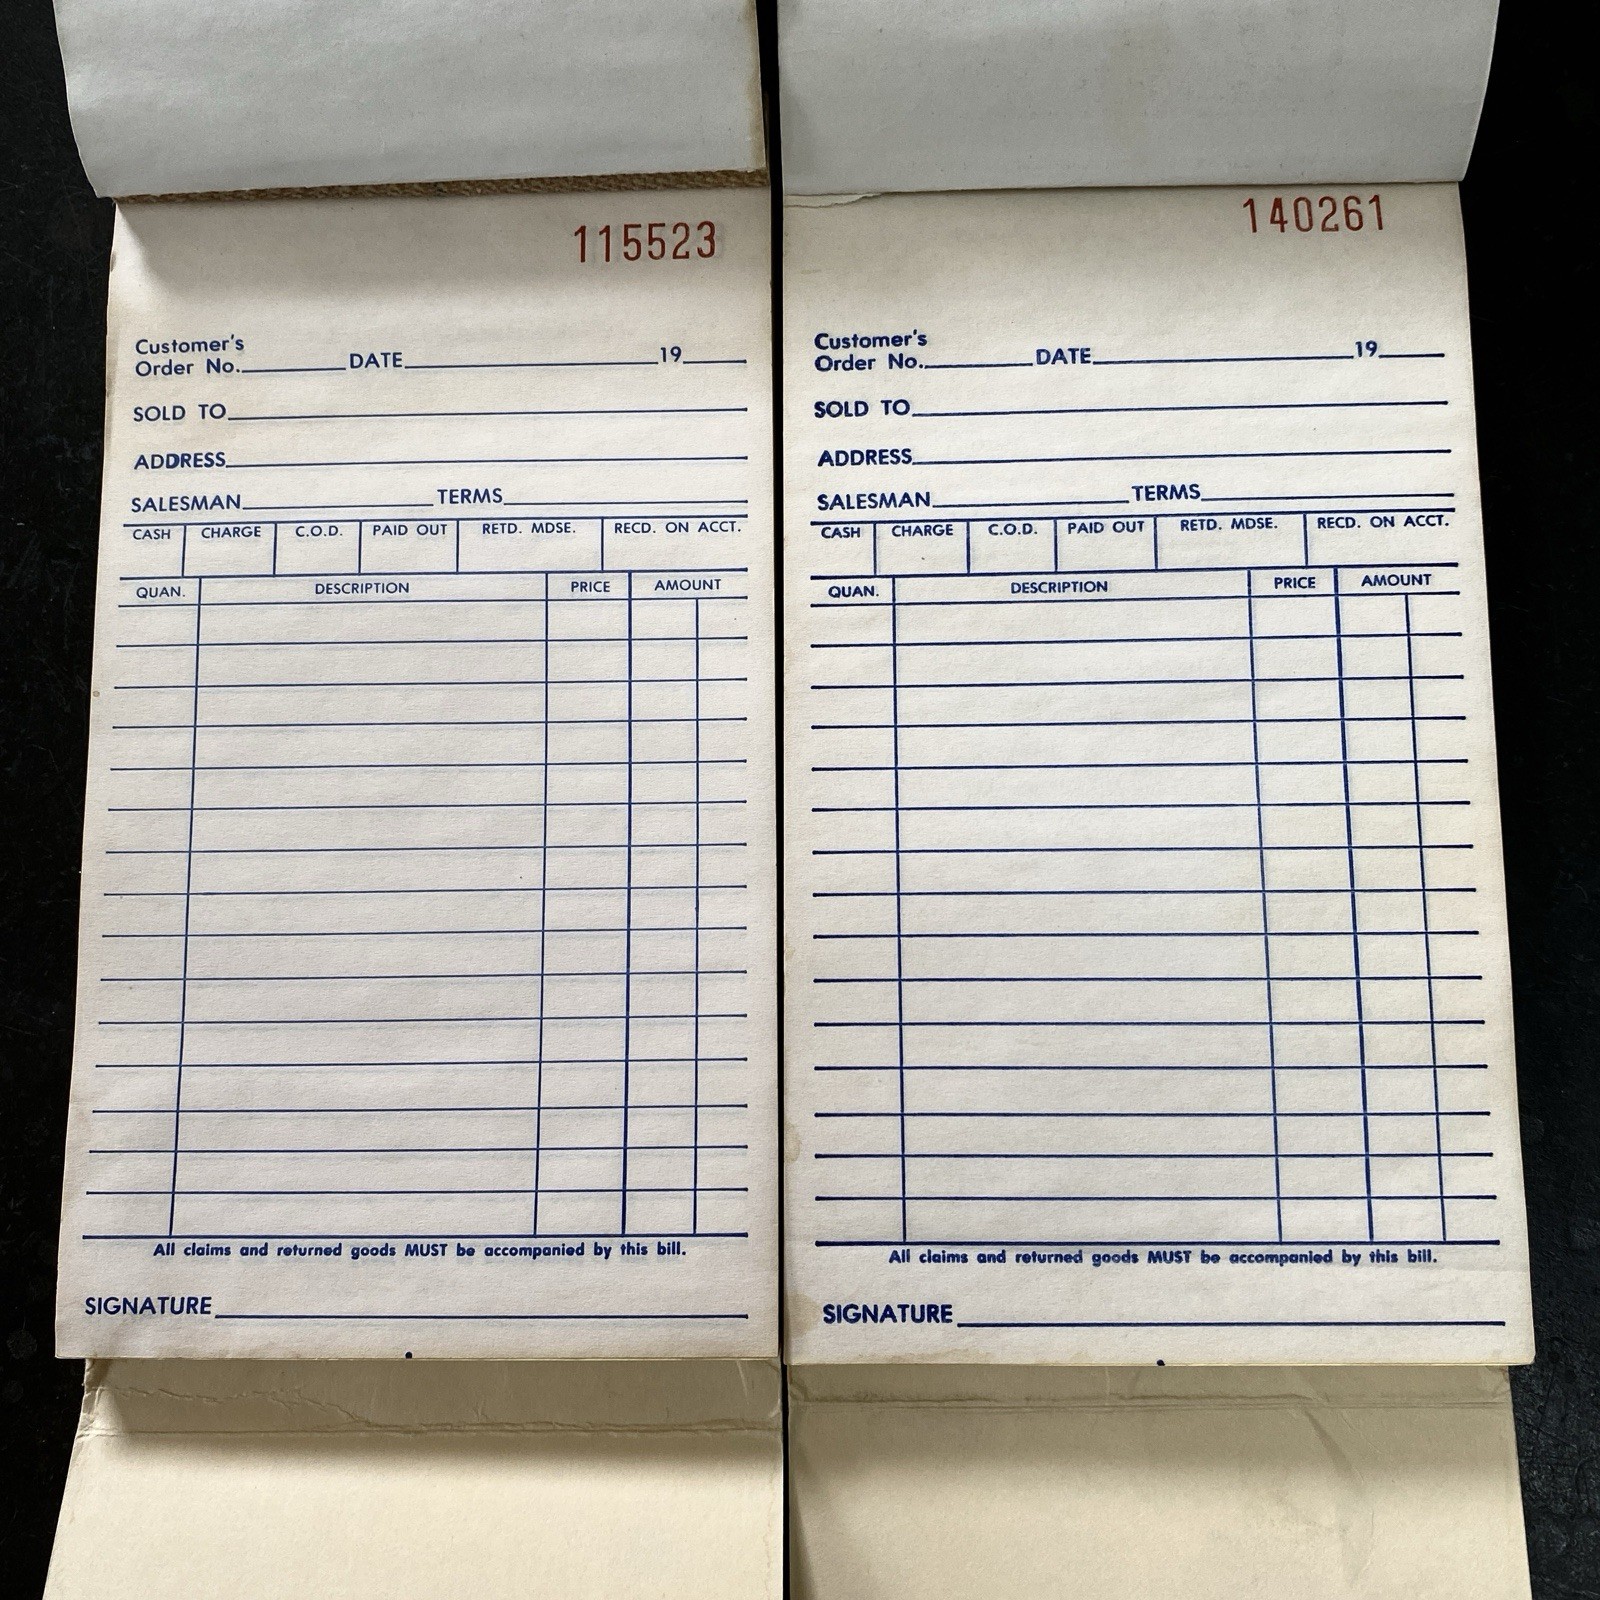 115523
Customer's
Order No. DATE 19
SOLD TO
ADDRESS
SALESMAN TERMS
CASH CHARGE C.O.D. PAID OUT RETD. MDSE. RECD. ON ACCT.
QUAN. DESCRIPTION PRICE AMOUNT
All claims and returned goods MUST be accompanied by this bill.
SIGNATURE
140261
Customer's
Order No. DATE 19
SOLD TO
ADDRESS
SALESMAN TERMS
CASH CHARGE C.O.D. PAID OUT RETD. MDSE. RECD. ON ACCT.
QUAN. DESCRIPTION PRICE AMOUNT
All claims and returned goods MUST be accompanied by this bill.
SIGNATURE